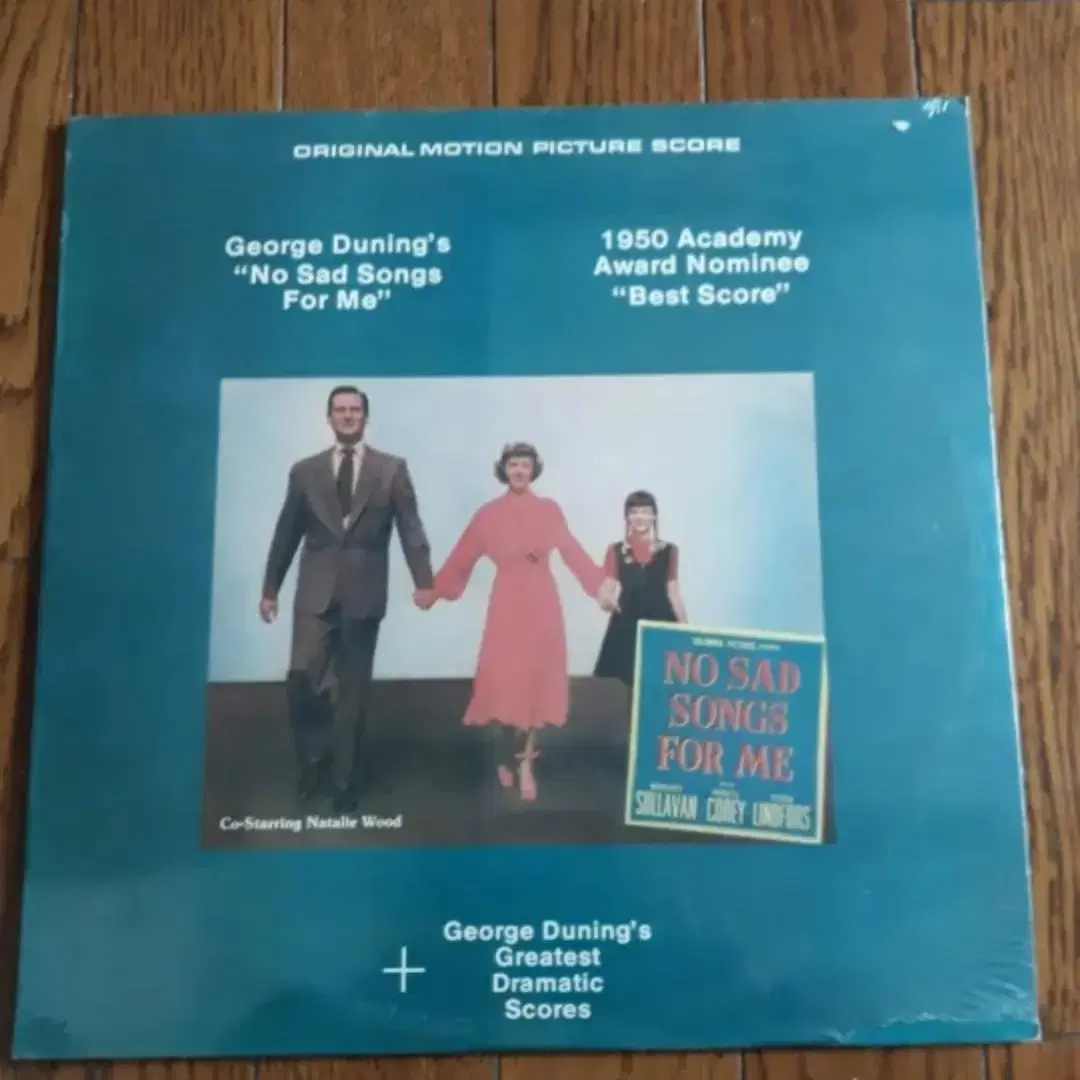 ORIGINAL MOTION PICTURE SCORE
George Duning's
"No Sad Songs
For Me"
1950 Academy
Award Nominee
"Best Score"
NO SAD
SONGS
FOR ME
SULLAVAN COREY LINDFORS
Co-Starring Natalie Wood
+
George Duning's
Greatest
Dramatic
Scores